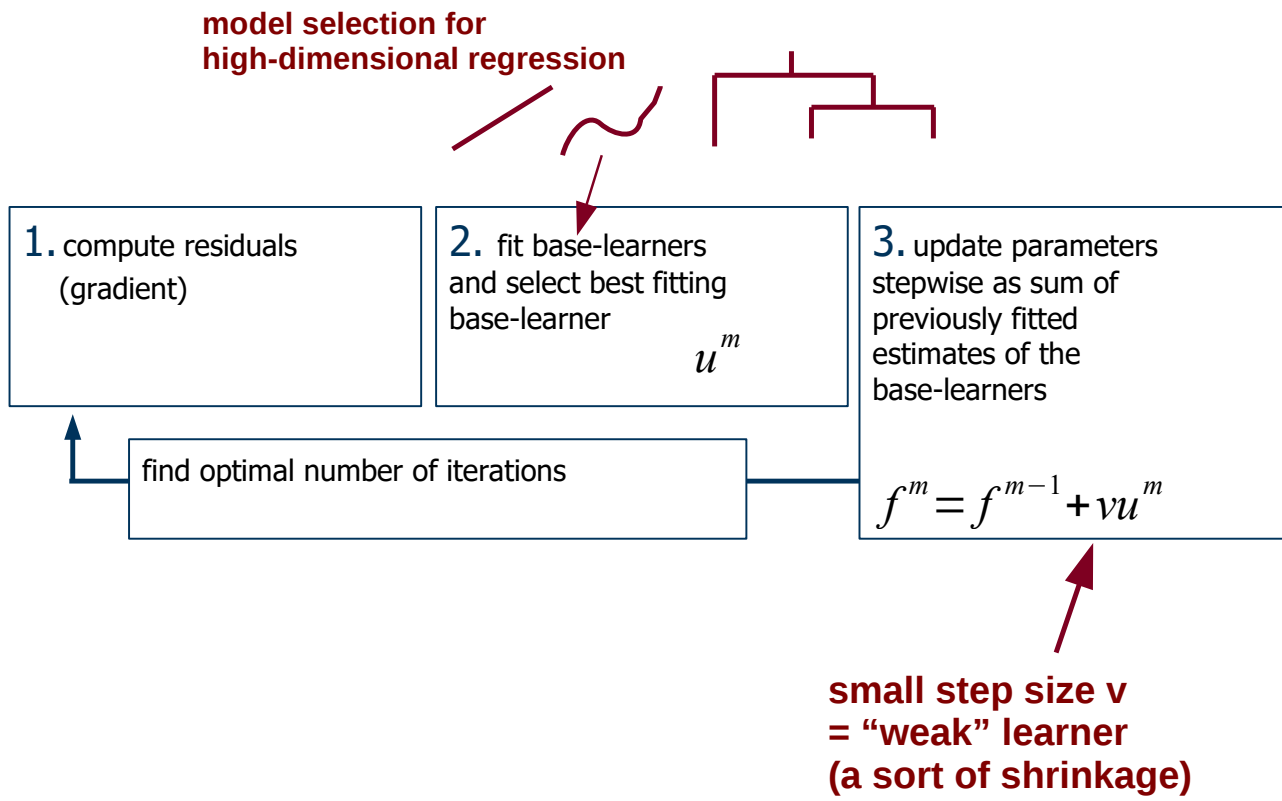 model selection for
high-dimensional regression
1. compute residuals
(gradient)
2. fit base-learners
and select best fitting
base-learner
u^m
3. update parameters
stepwise as sum of
previously fitted
estimates of the
base-learners
f^m = f^{m−1} + νu^m
find optimal number of iterations
small step size v
= “weak” learner
(a sort of shrinkage)